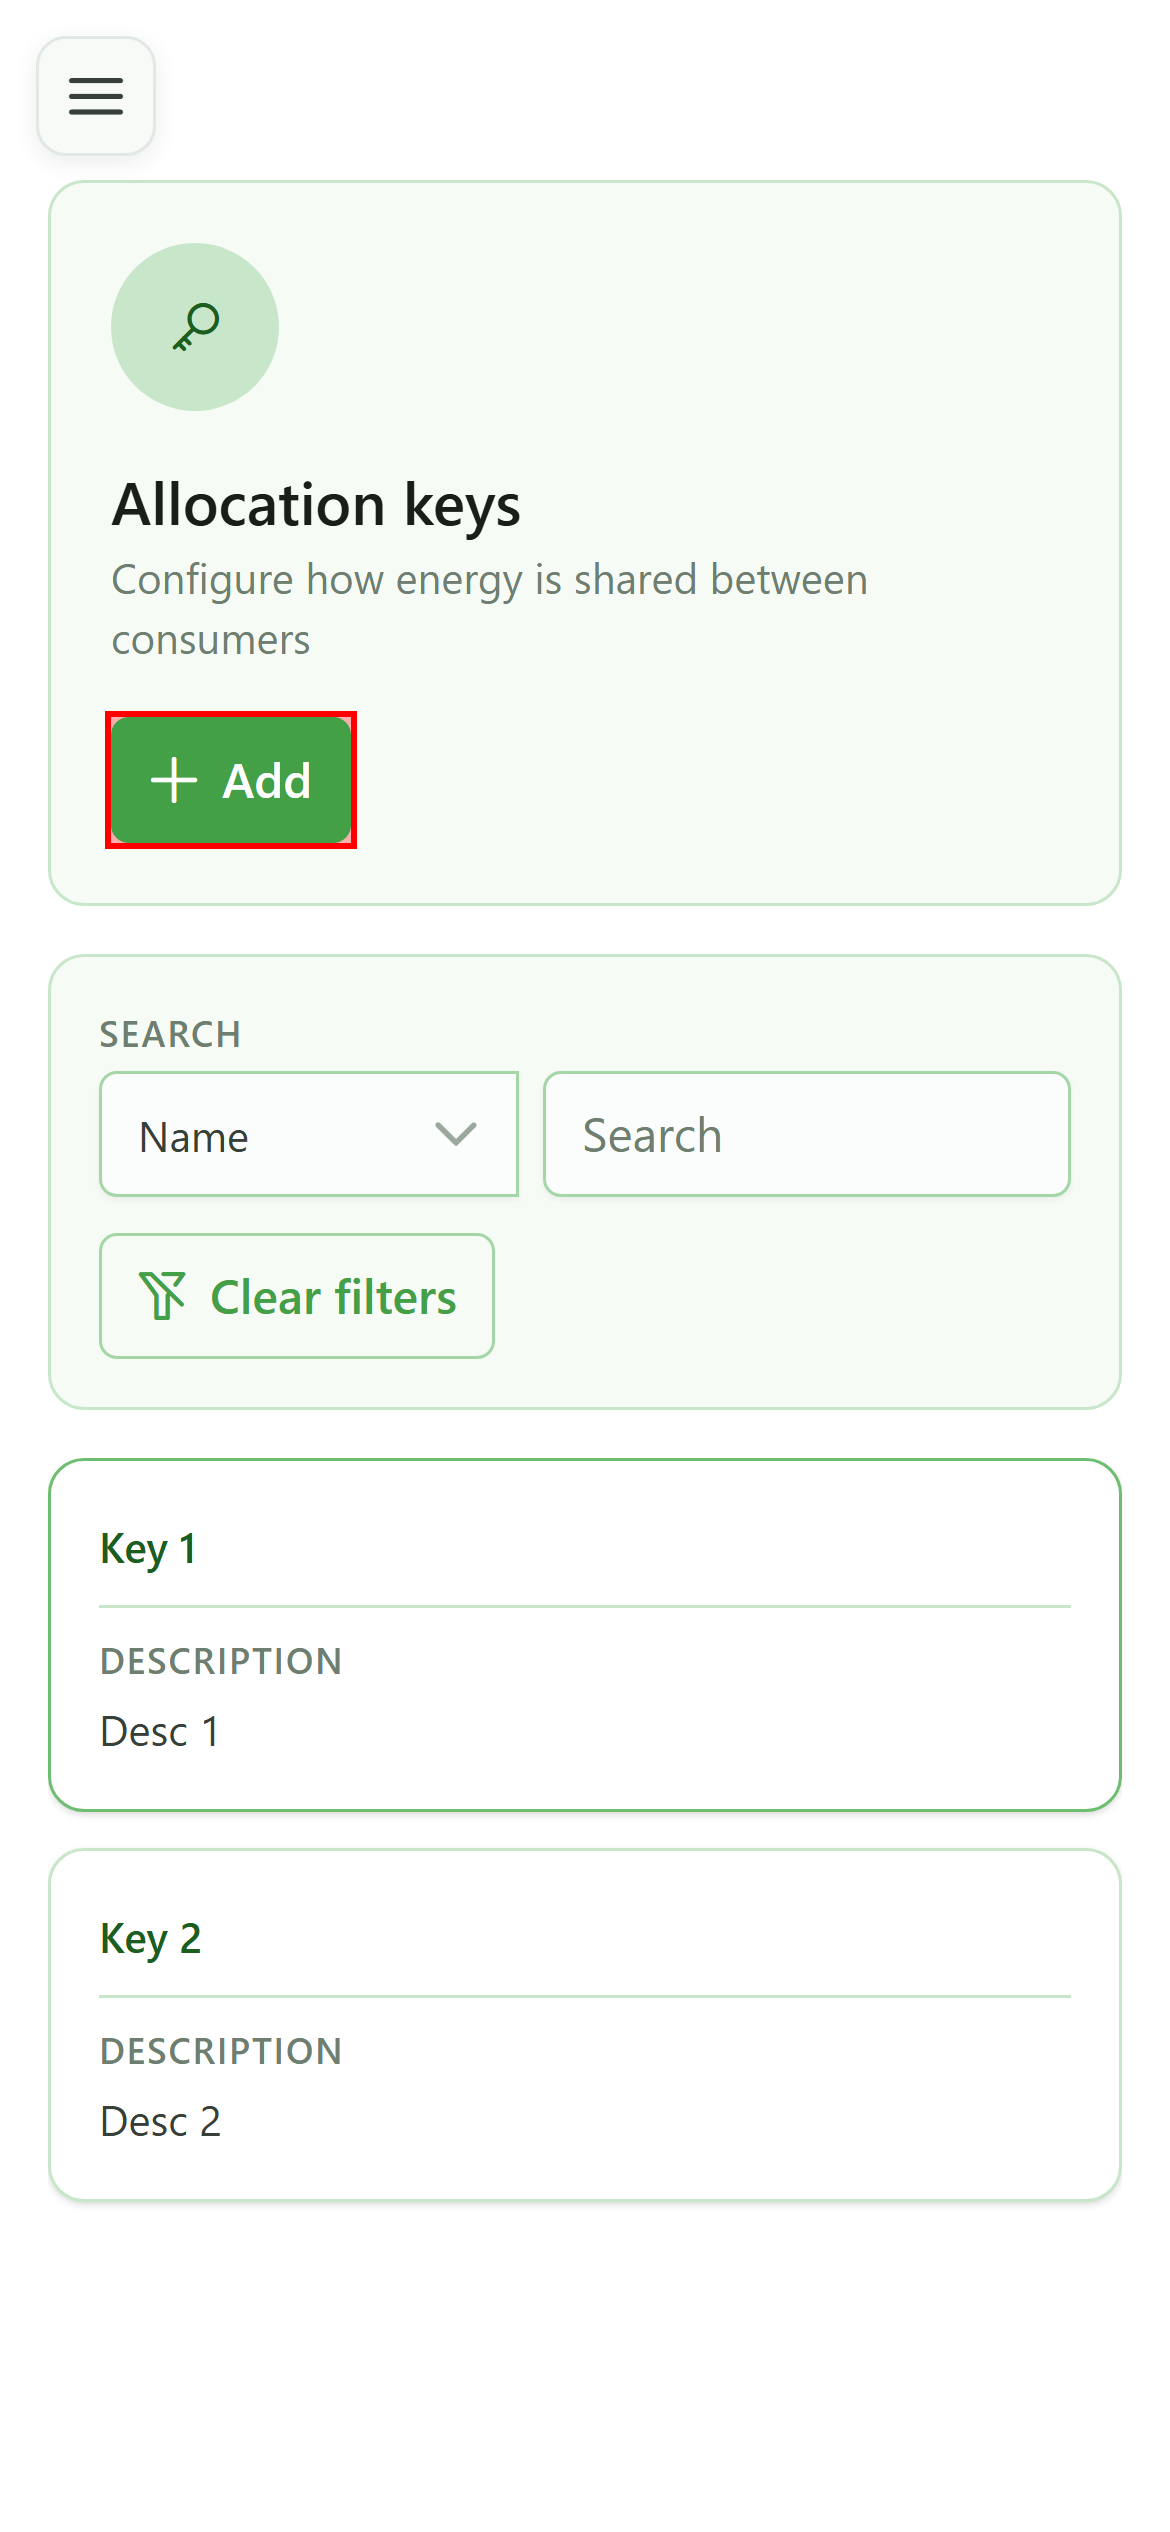 Allocation keys
Configure how energy is shared between
consumers
Add
SEARCH
Name
Search
Clear filters
Key 1
DESCRIPTION
Desc 1
Key 2
DESCRIPTION
Desc 2